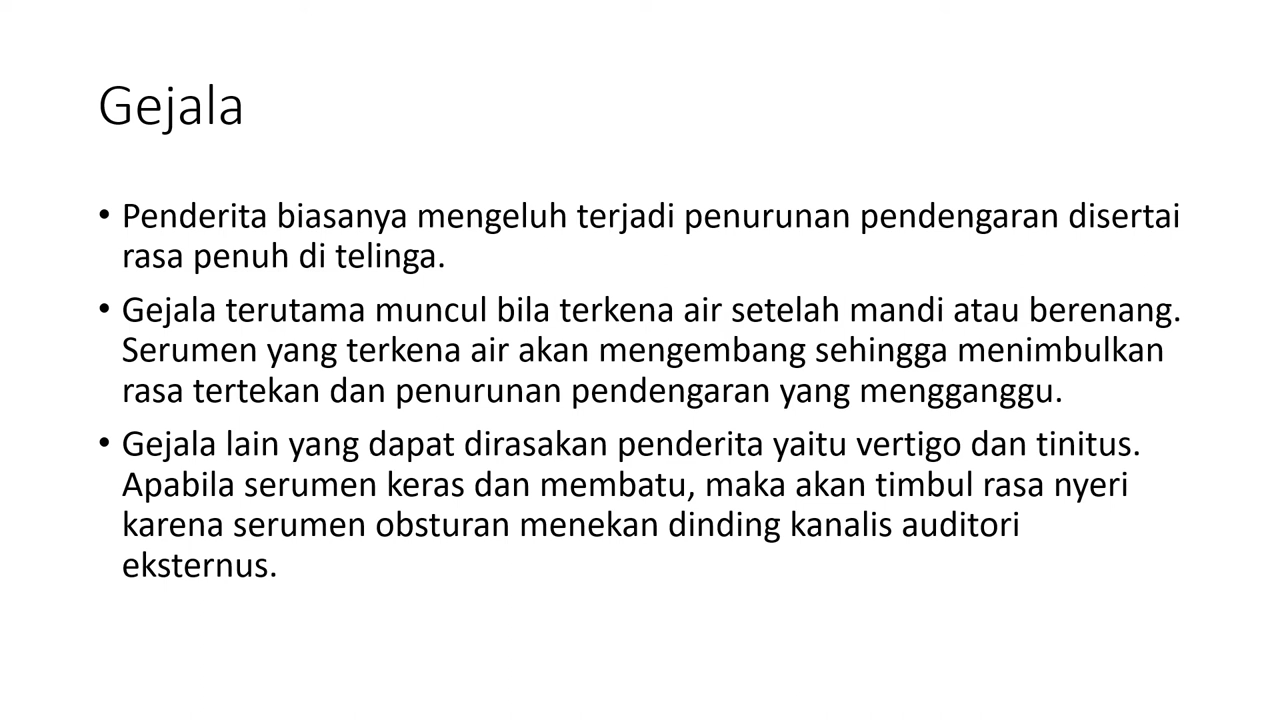 Gejala
• Penderita biasanya mengeluh terjadi penurunan pendengaran disertai
rasa penuh di telinga.
• Gejala terutama muncul bila terkena air setelah mandi atau berenang.
Serumen yang terkena air akan mengembang sehingga menimbulkan
rasa tertekan dan penurunan pendengaran yang mengganggu.
• Gejala lain yang dapat dirasakan penderita yaitu vertigo dan tinitus.
Apabila serumen keras dan membatu, maka akan timbul rasa nyeri
karena serumen obsturan menekan dinding kanalis auditori
eksternus.